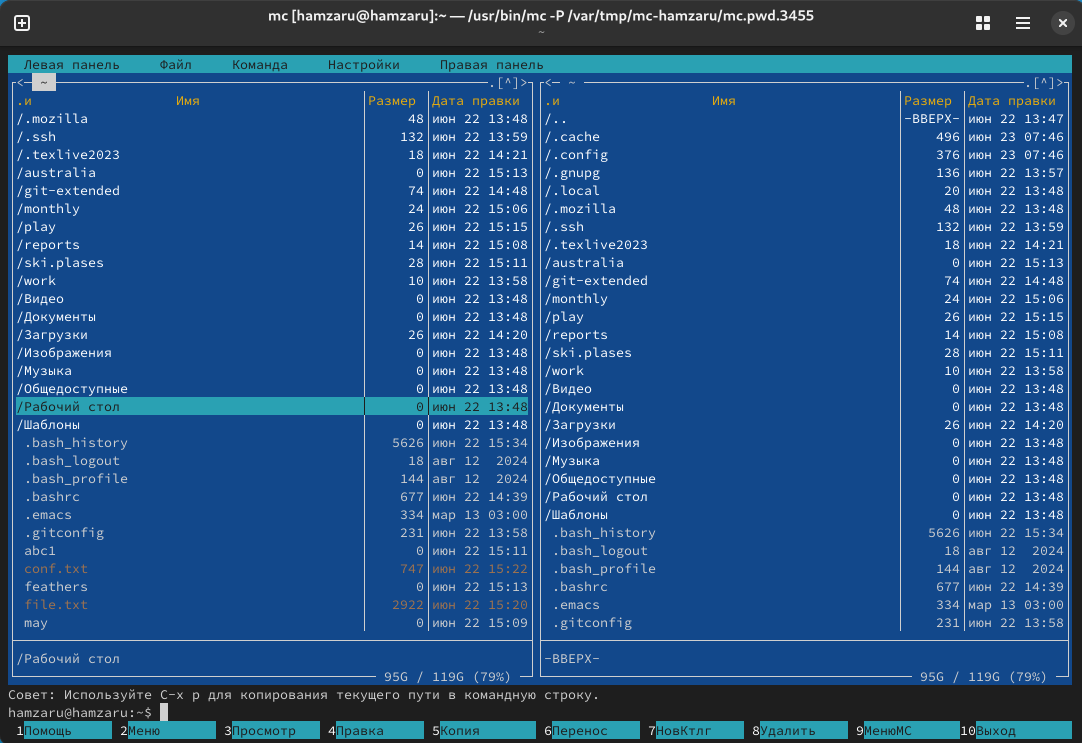 mc [hamzaru@hamzaru]:~ — /usr/bin/mc -P /var/tmp/mc-hamzaru/mc.pwd.3455
~
Левая панель Файл Команда Настройки Правая панель
<─ ~ ─.[^]>
.и Имя Размер Дата правки
/.mozilla 48 июн 22 13:48
/.ssh 132 июн 22 13:59
/.texlive2023 18 июн 22 14:21
/australia 0 июн 22 15:13
/git-extended 74 июн 22 14:48
/monthly 24 июн 22 15:06
/play 26 июн 22 15:15
/reports 14 июн 22 15:08
/ski.plases 28 июн 22 15:11
/work 10 июн 22 13:58
/Видео 0 июн 22 13:48
/Документы 0 июн 22 13:48
/Загрузки 26 июн 22 14:20
/Изображения 0 июн 22 13:48
/Музыка 0 июн 22 13:48
/Общедоступные 0 июн 22 13:48
/Рабочий стол 0 июн 22 13:48
/Шаблоны 0 июн 22 13:48
.bash_history 5626 июн 22 15:34
.bash_logout 18 авг 12 2024
.bash_profile 144 авг 12 2024
.bashrc 677 июн 22 14:39
.emacs 334 мар 13 03:00
.gitconfig 231 июн 22 13:58
abc1 0 июн 22 15:11
conf.txt 747 июн 22 15:22
feathers 0 июн 22 15:13
file.txt 2922 июн 22 15:20
may 0 июн 22 15:09
/Рабочий стол
95G / 119G (79%)
<─ ~ ─.[^]>
.и Имя Размер Дата правки
/.. -ВВЕРХ- июн 22 13:47
/.cache 496 июн 23 07:46
/.config 376 июн 23 07:46
/.gnupg 136 июн 22 13:57
/.local 20 июн 22 13:48
/.mozilla 48 июн 22 13:48
/.ssh 132 июн 22 13:59
/.texlive2023 18 июн 22 14:21
/australia 0 июн 22 15:13
/git-extended 74 июн 22 14:48
/monthly 24 июн 22 15:06
/play 26 июн 22 15:15
/reports 14 июн 22 15:08
/ski.plases 28 июн 22 15:11
/work 10 июн 22 13:58
/Видео 0 июн 22 13:48
/Документы 0 июн 22 13:48
/Загрузки 26 июн 22 14:20
/Изображения 0 июн 22 13:48
/Музыка 0 июн 22 13:48
/Общедоступные 0 июн 22 13:48
/Рабочий стол 0 июн 22 13:48
/Шаблоны 0 июн 22 13:48
.bash_history 5626 июн 22 15:34
.bash_logout 18 авг 12 2024
.bash_profile 144 авг 12 2024
.bashrc 677 июн 22 14:39
.emacs 334 мар 13 03:00
.gitconfig 231 июн 22 13:58
-ВВЕРХ-
95G / 119G (79%)
Совет: Используйте C-x p для копирования текущего пути в командную строку.
hamzaru@hamzaru:~$
1Помощь 2Меню 3Просмотр 4Правка 5Копия 6Перенос 7НовКтлг 8Удалить 9МенюMC 10Выход